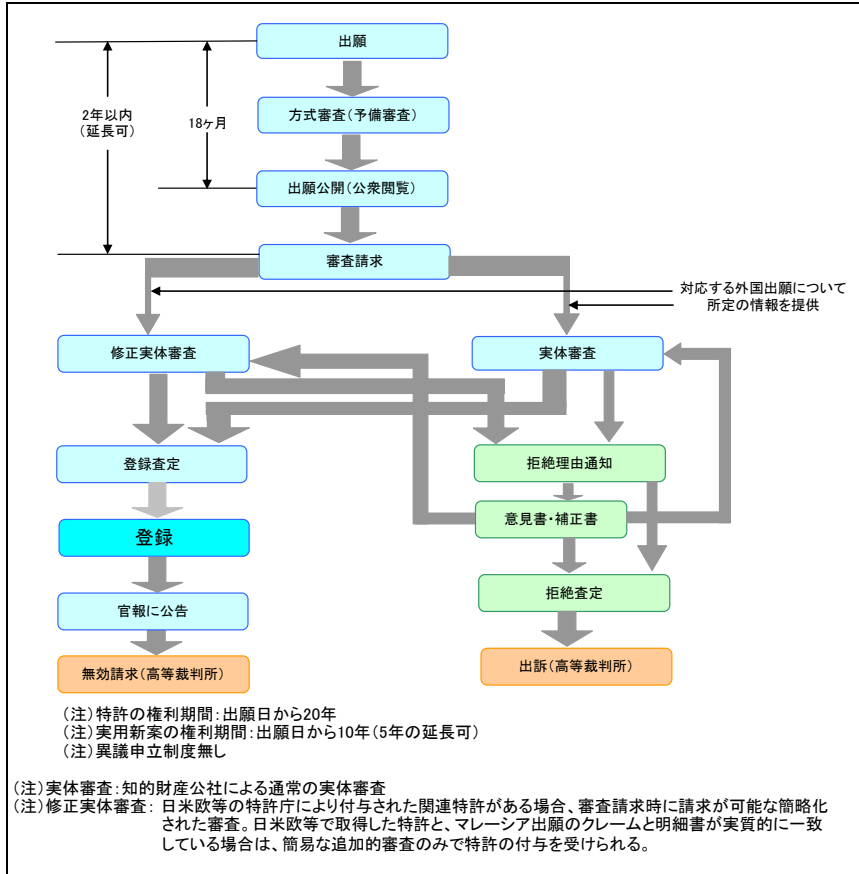 出願
2年以内
(延長可)
18ヶ月
方式審査(予備審査)
出願公開(公衆閲覧)
審査請求
対応する外国出願について
所定の情報を提供
修正実体審査
実体審査
登録査定
拒絶理由通知
登録
意見書・補正書
官報に公告
拒絶査定
無効請求(高等裁判所)
出訴(高等裁判所)
(注)特許の権利期間:出願日から20年
(注)実用新案の権利期間:出願日から10年(5年の延長可)
(注)異議申立制度無し
(注)実体審査:知的財産公社による通常の実体審査
(注)修正実体審査: 日米欧等の特許庁により付与された関連特許がある場合、審査請求時に請求が可能な簡略化
された審査。日米欧等で取得した特許と、マレーシア出願のクレームと明細書が実質的に一致
している場合は、簡易な追加的審査のみで特許の付与を受けられる。